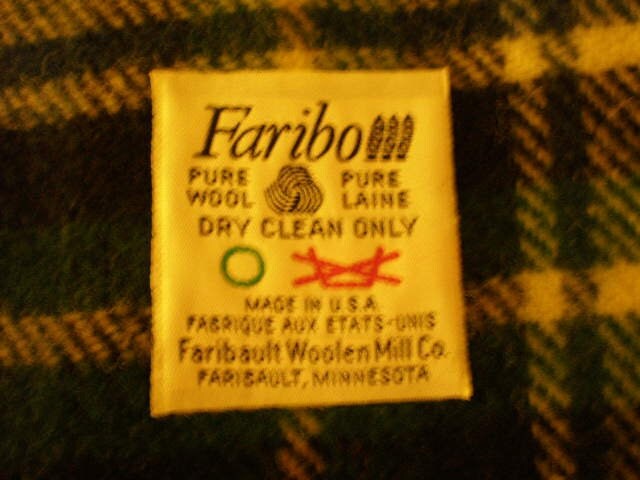 Faribo
PURE WOOL PURE LAINE
DRY CLEAN ONLY
MADE IN U.S.A.
FABRIQUE AUX ETATS-UNIS
Faribault Woolen Mill Co.
FARIBAULT, MINNESOTA